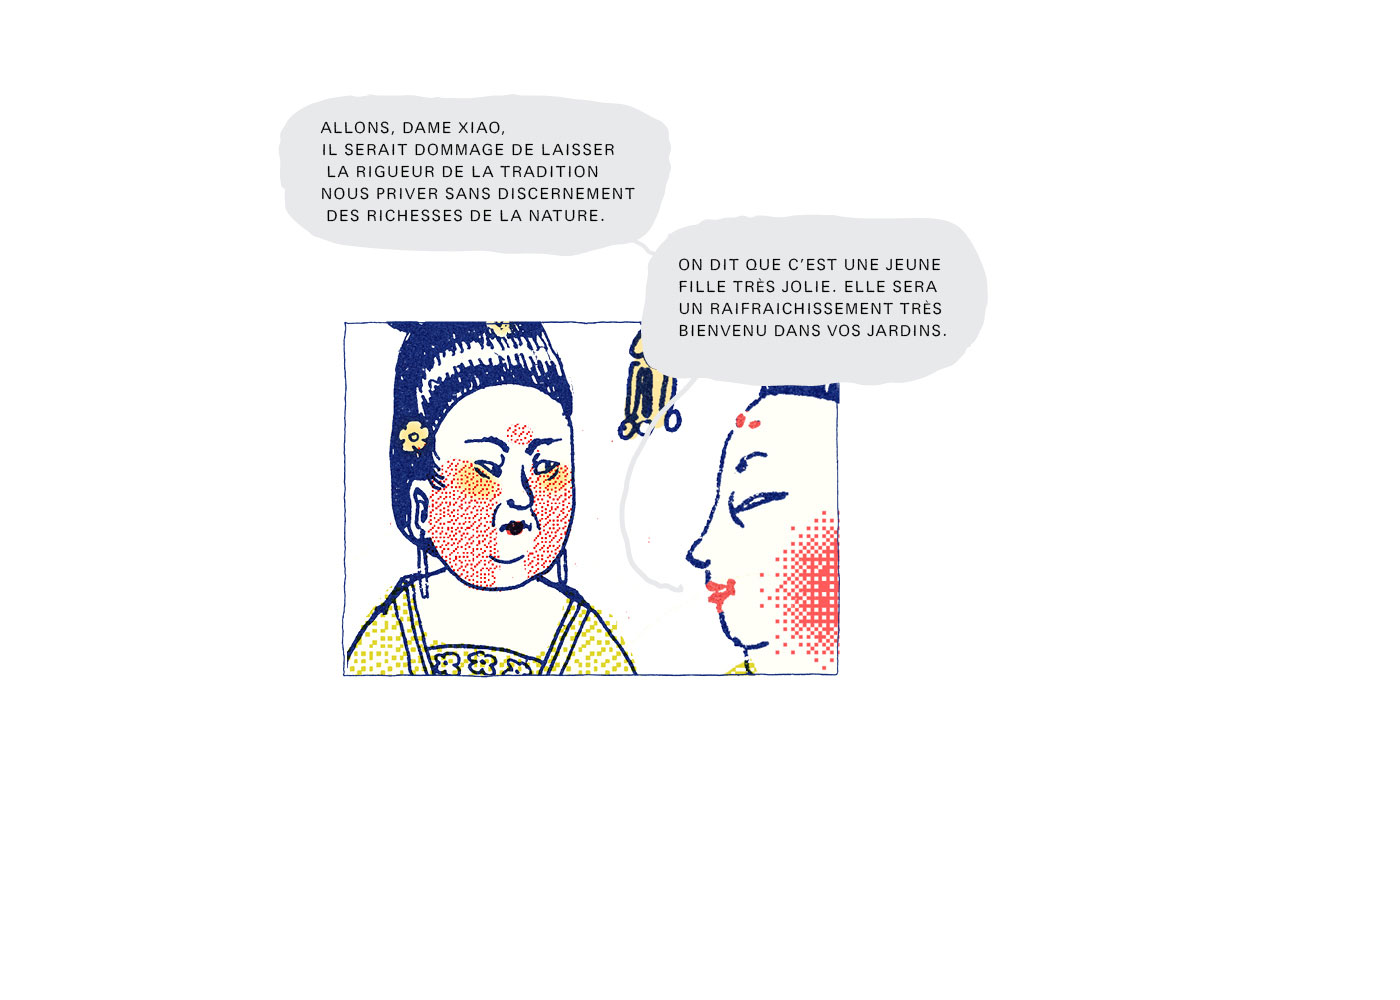 ALLONS, DAME XIAO,
IL SERAIT DOMMAGE DE LAISSER
LA RIGUEUR DE LA TRADITION
NOUS PRIVER SANS DISCERNEMENT
DES RICHESSES DE LA NATURE.
ON DIT QUE C’EST UNE JEUNE
FILLE TRÈS JOLIE. ELLE SERA
UN RAIFRAICHISSEMENT TRÈS
BIENVENU DANS VOS JARDINS.